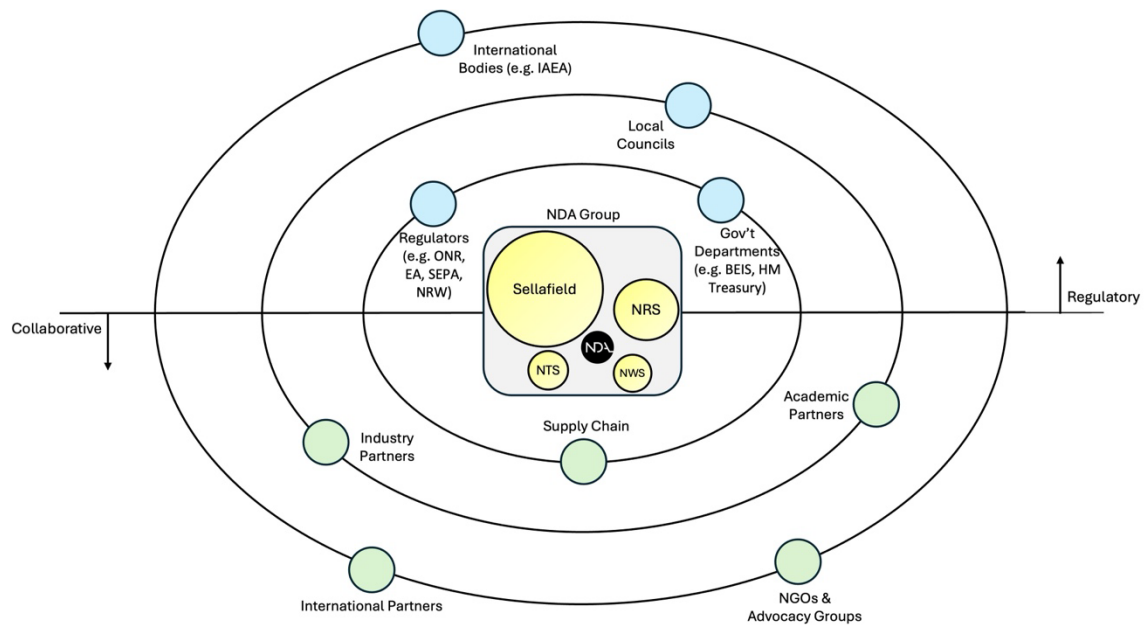 International
Bodies (e.g. IAEA)
Local
Councils
NDA Group
Regulators
(e.g. ONR,
EA, SEPA,
NRW)
Gov’t
Departments
(e.g. BEIS, HM
Treasury)
Sellafield
NRS
NDA
NTS
NWS
Regulatory
Collaborative
Academic
Partners
Supply Chain
Industry
Partners
International Partners
NGOs &
Advocacy Groups